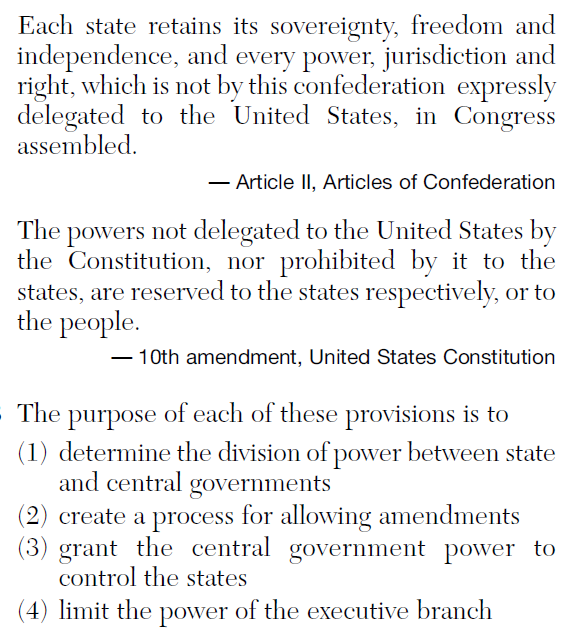 Each state retains its sovereignty, freedom and
independence, and every power, jurisdiction and
right, which is not by this confederation expressly
delegated to the United States, in Congress
assembled.
— Article II, Articles of Confederation
The powers not delegated to the United States by
the Constitution, nor prohibited by it to the
states, are reserved to the states respectively, or to
the people.
— 10th amendment, United States Constitution
The purpose of each of these provisions is to
(1) determine the division of power between state
and central governments
(2) create a process for allowing amendments
(3) grant the central government power to
control the states
(4) limit the power of the executive branch